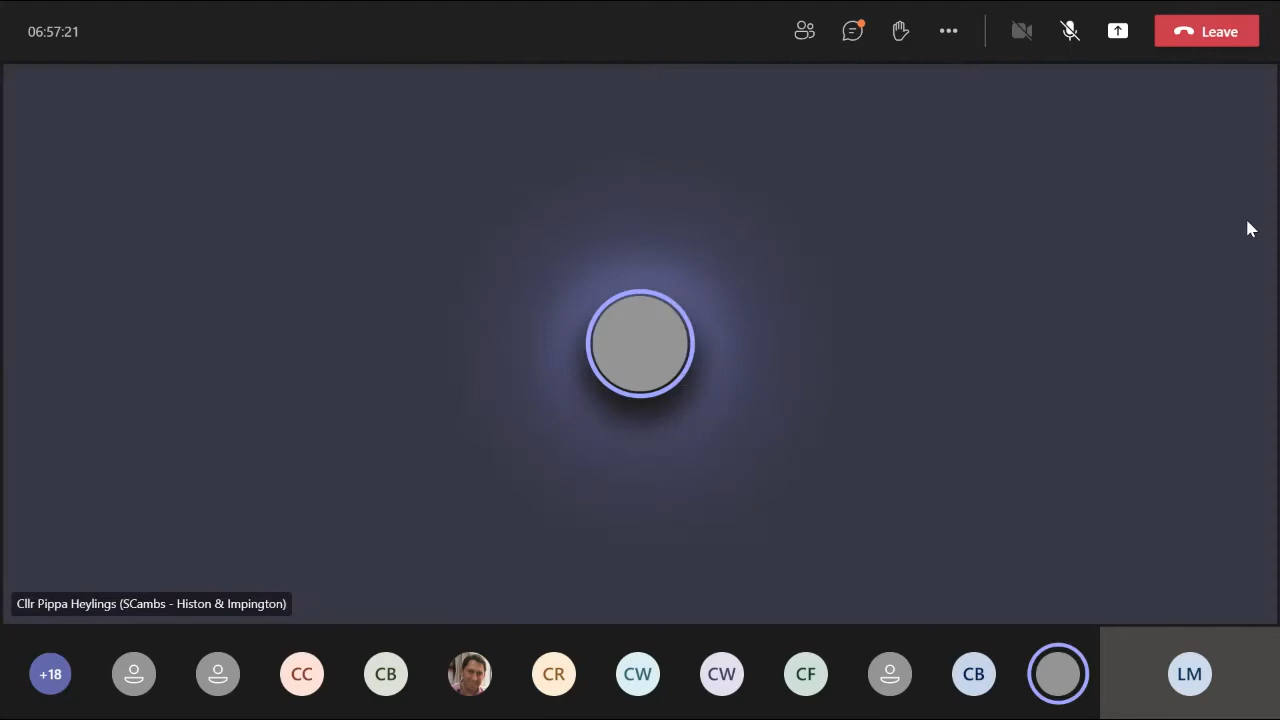 06:57:21
Leave
Cllr Pippa Heylings (SCambs - Histon & Impington)
+18
CC
CB
CR
CW
CW
CF
CB
LM